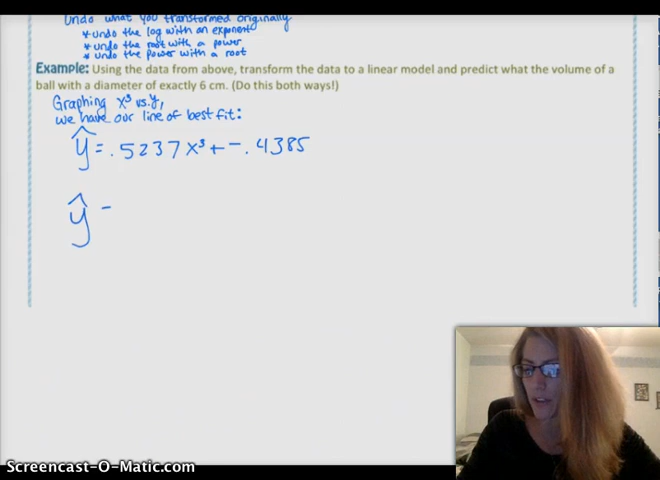 Undo what you transformed originally
* undo the log with an exponent
* undo the root with a power
* undo the power with a root
Example: Using the data from above, transform the data to a linear model and predict what the volume of a
ball with a diameter of exactly 6 cm. (Do this both ways!)
Graphing x³ vs. y,
we have our line of best fit:
ŷ = .5237x³ + -.4385
ŷ =
Screencast-O-Matic.com